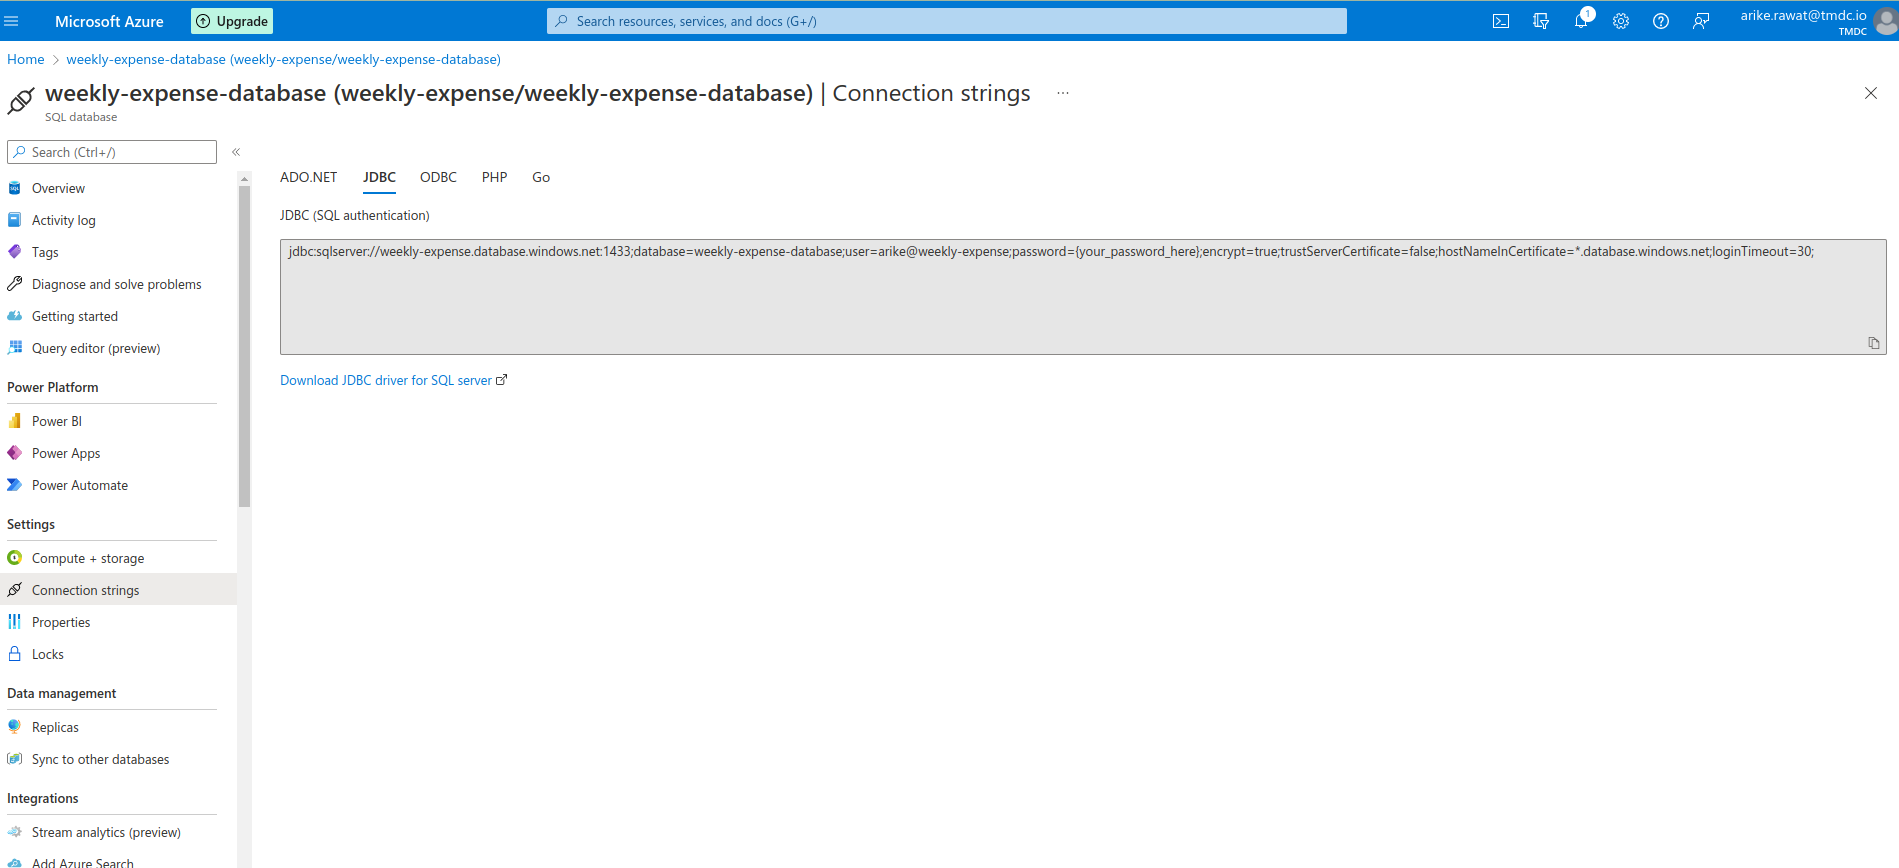 Microsoft Azure
Upgrade
Search resources, services, and docs (G+/)
1
arike.rawat@tmdc.io
TMDC
Home > weekly-expense-database (weekly-expense/weekly-expense-database)
weekly-expense-database (weekly-expense/weekly-expense-database) | Connection strings ...
SQL database
Search (Ctrl+/)
«
Overview
Activity log
Tags
Diagnose and solve problems
Getting started
Query editor (preview)
Power Platform
Power BI
Power Apps
Power Automate
Settings
Compute + storage
Connection strings
Properties
Locks
Data management
Replicas
Sync to other databases
Integrations
Stream analytics (preview)
Add Azure Search
ADO.NET JDBC ODBC PHP Go
JDBC (SQL authentication)
jdbc:sqlserver://weekly-expense.database.windows.net:1433;database=weekly-expense-database;user=arike@weekly-expense;password={your_password_here};encrypt=true;trustServerCertificate=false;hostNameInCertificate=*.database.windows.net;loginTimeout=30;
Download JDBC driver for SQL server